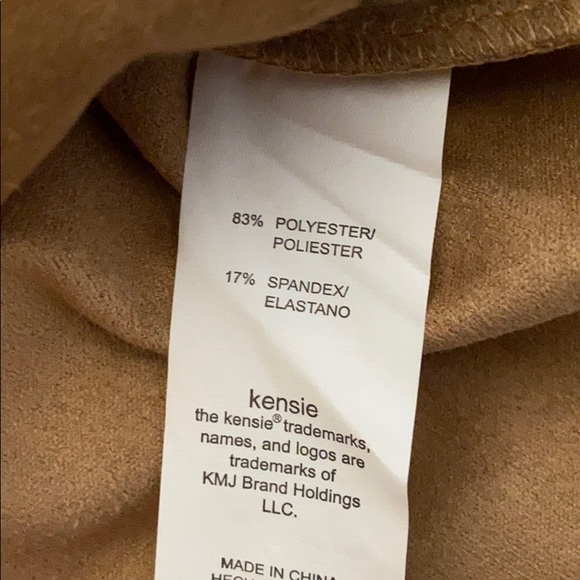 83% POLYESTER/
POLIESTER
17% SPANDEX/
ELASTANO
kensie
the kensie® trademarks,
names, and logos are
trademarks of
KMJ Brand Holdings
LLC.
MADE IN CHINA